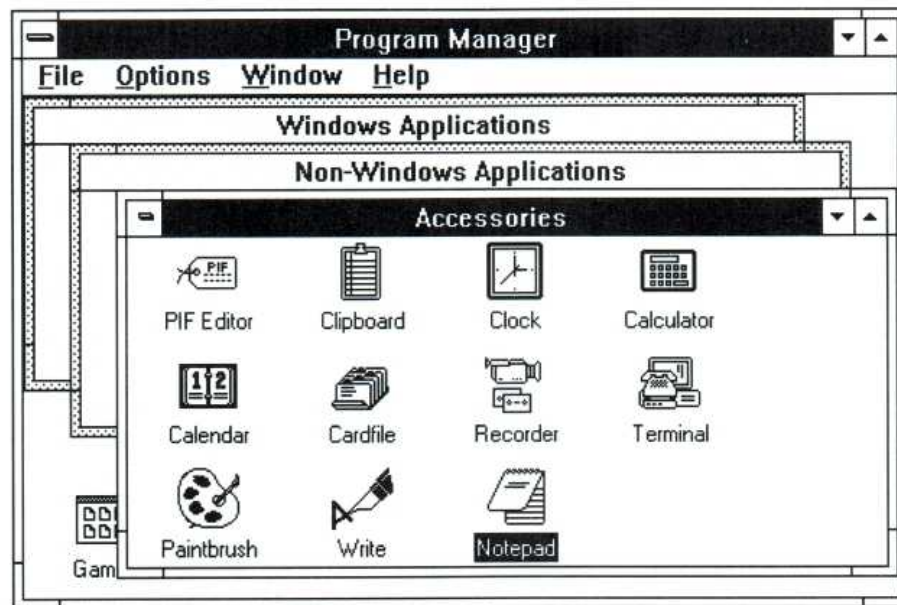 Program Manager
File Options Window Help
Windows Applications
Non-Windows Applications
Accessories
PIF
PIF Editor Clipboard Clock Calculator
12
Calendar Cardfile Recorder Terminal
Paintbrush Write Notepad
Gam